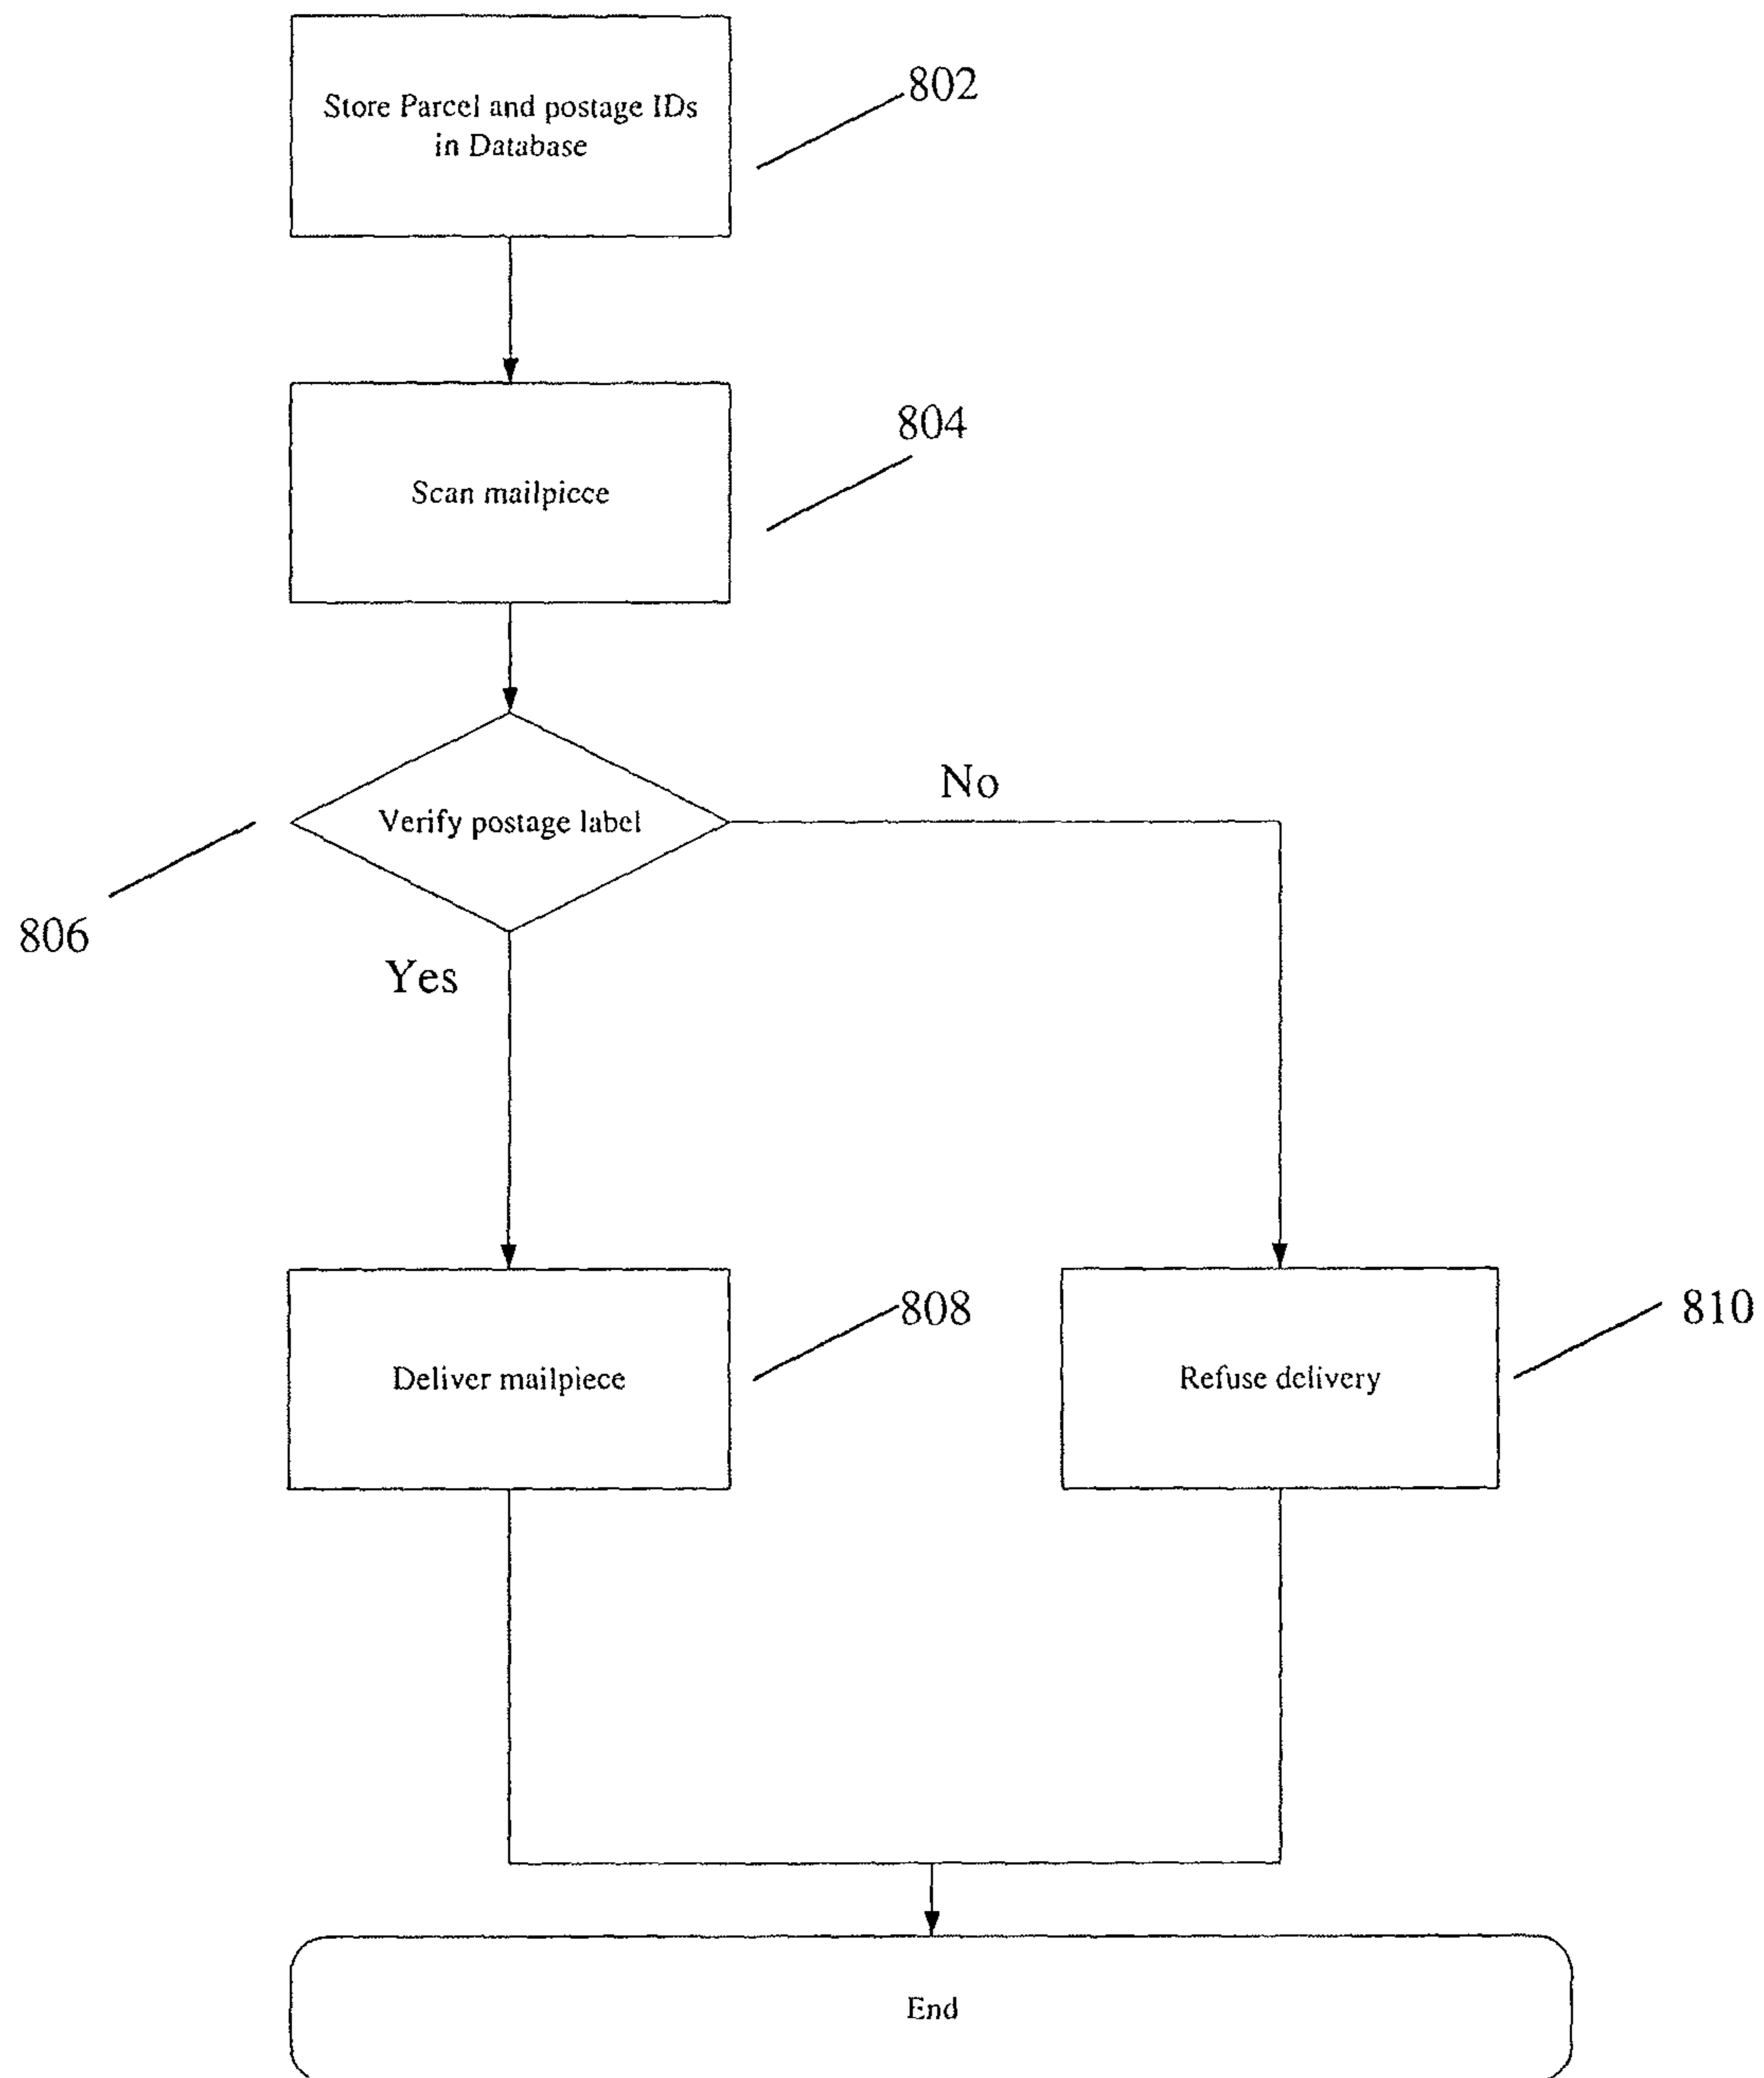 Store Parcel and postage IDs
in Database
802
Scan mailpiece
804
Verify postage label
No
806
Yes
Deliver mailpiece
808
Refuse delivery
810
End